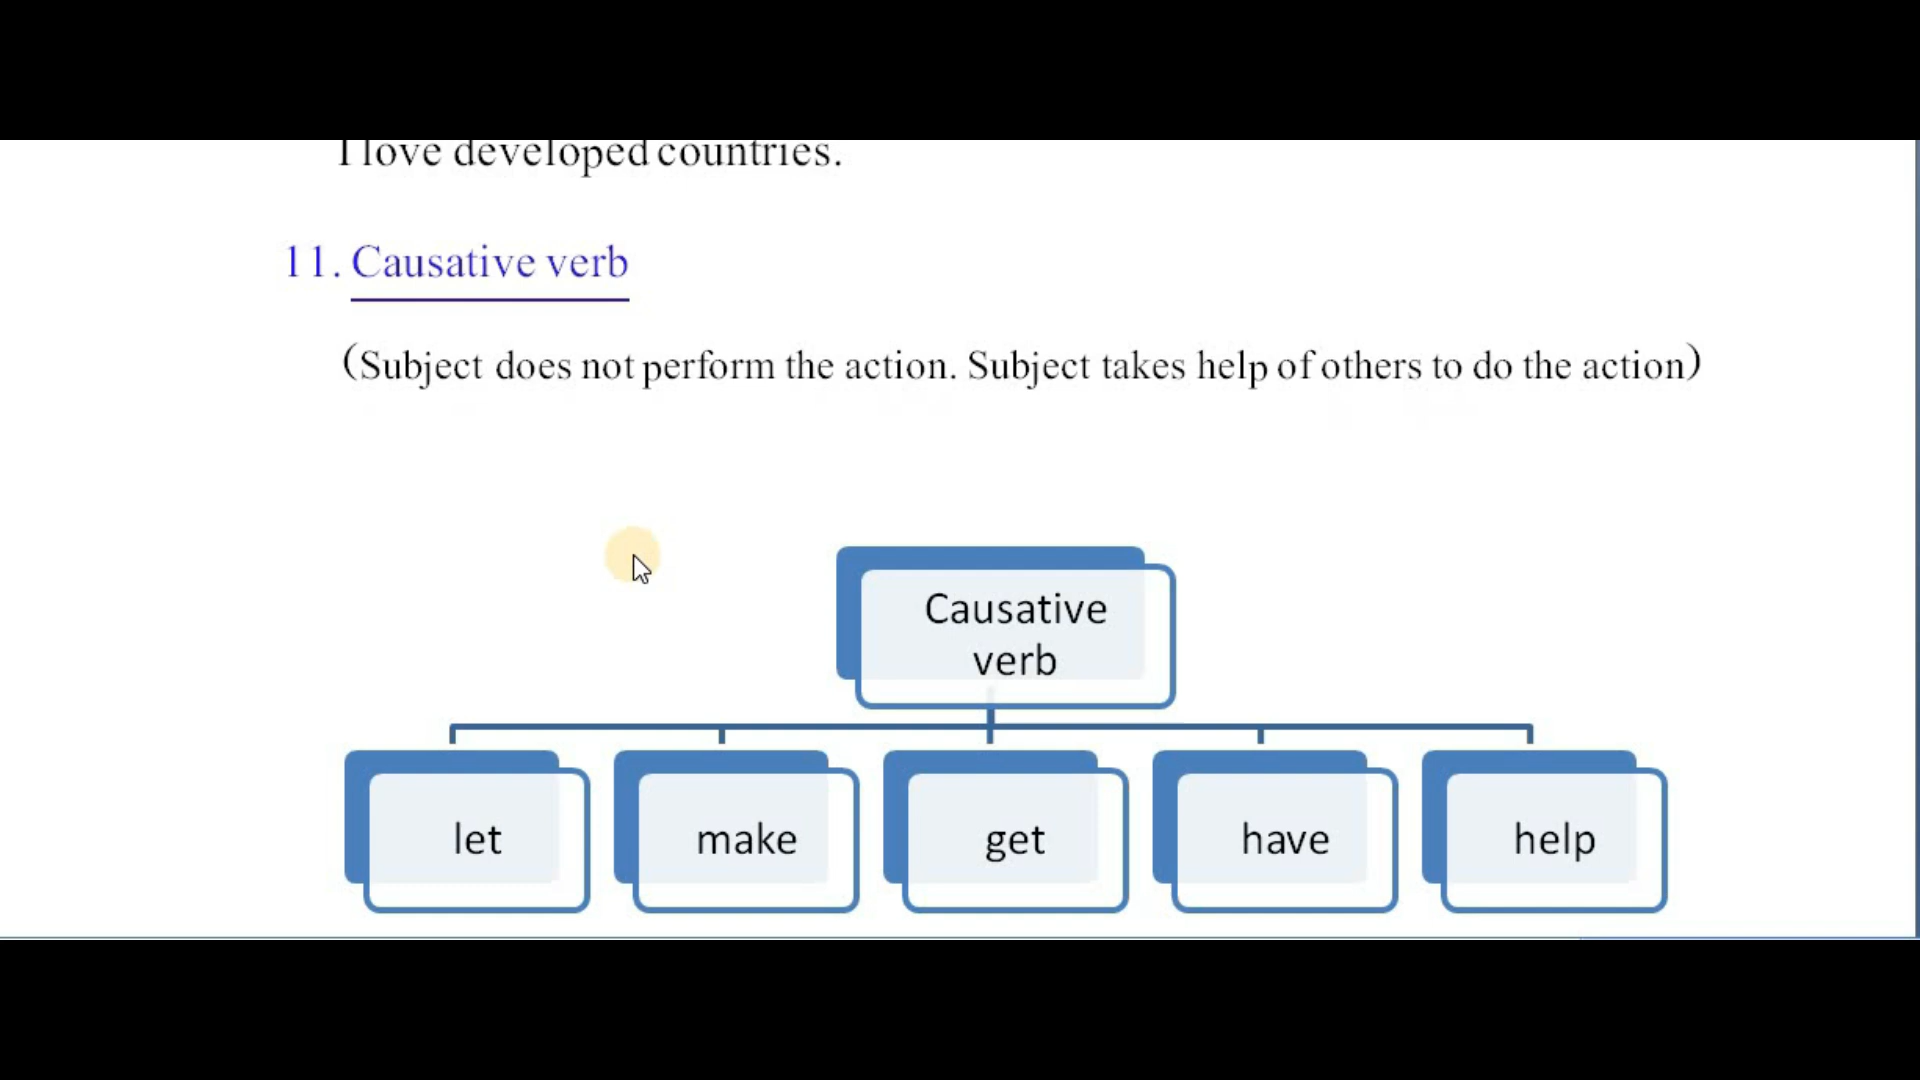 I love developed countries.
11. Causative verb
(Subject does not perform the action. Subject takes help of others to do the action)
Causative
verb
let
make
get
have
help